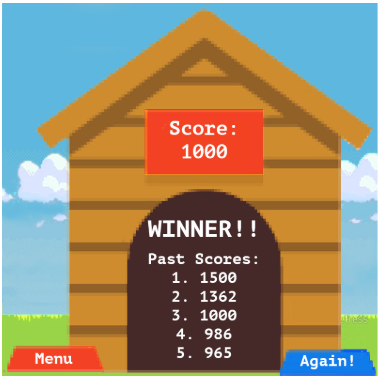 Score:
1000
WINNER!!
Past Scores:
1. 1500
2. 1362
3. 1000
4. 986
5. 965
Menu
Again!